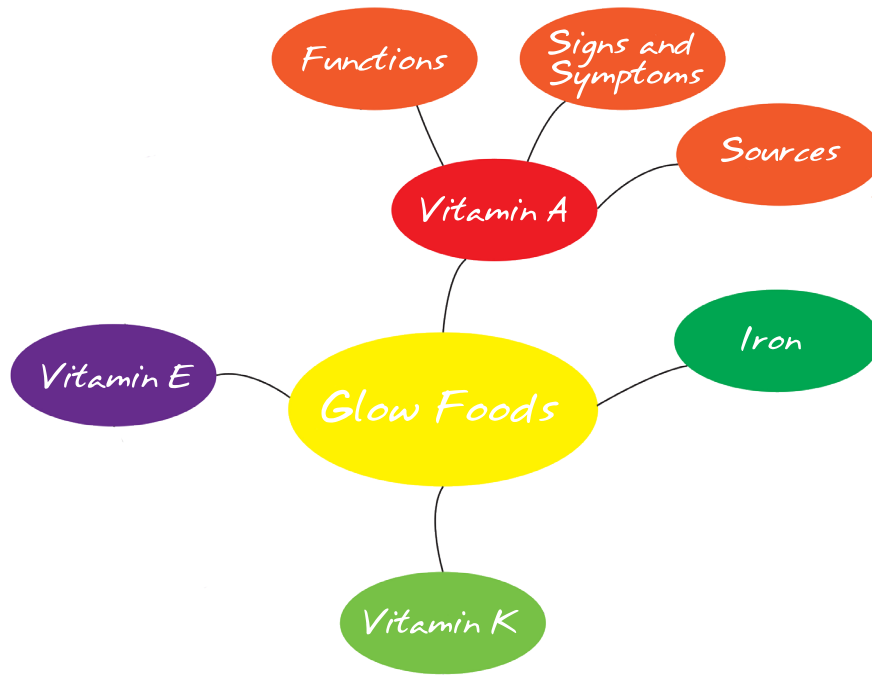 Functions
Signs and
Symptoms
Sources
Vitamin A
Iron
Vitamin E
Glow Foods
Vitamin K